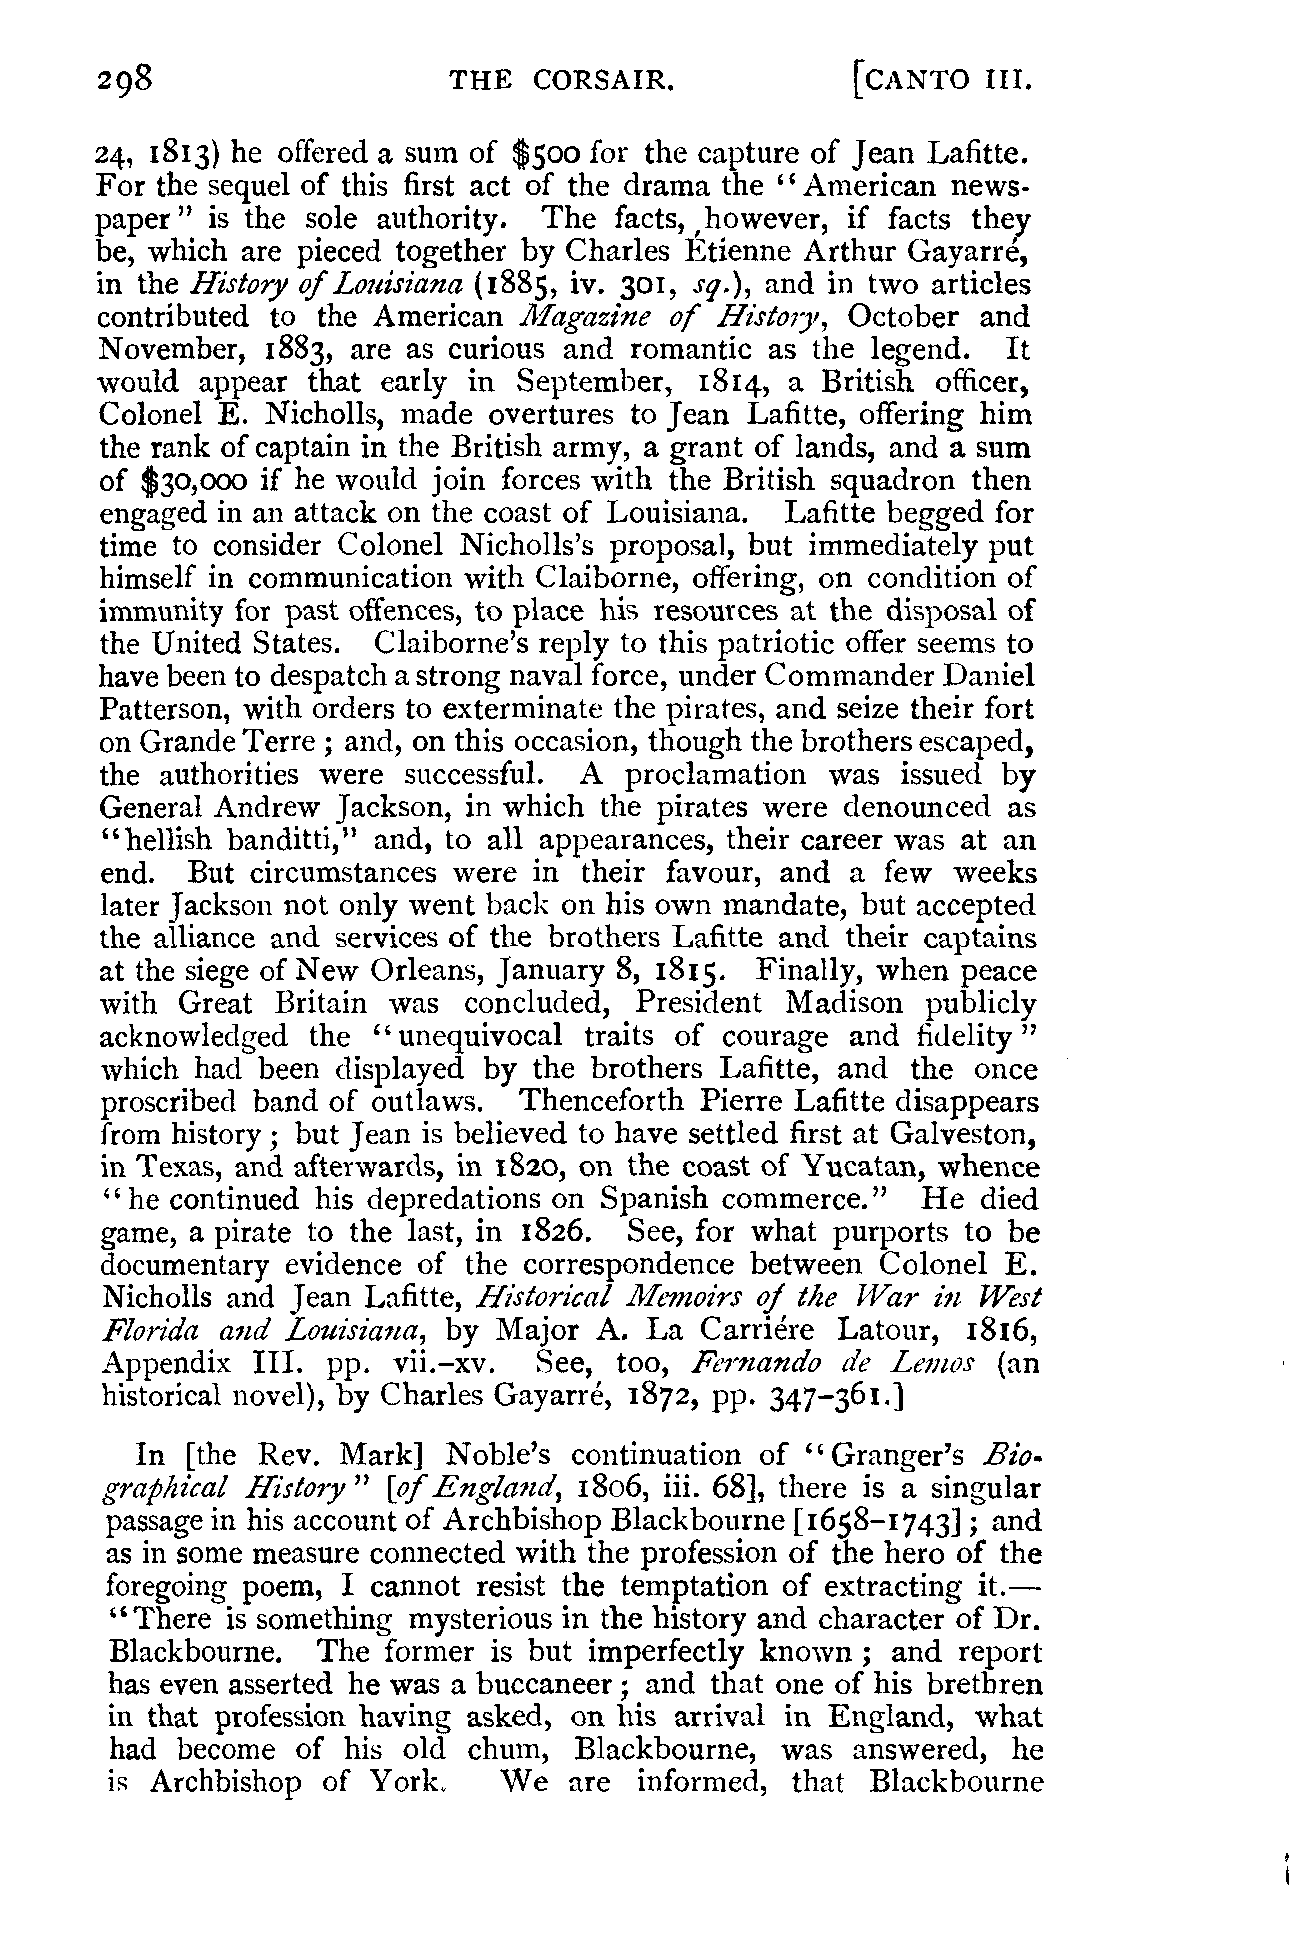 298 THE CORSAIR. [CANTO III.
24, 1813) he offered a sum of $500 for the capture of Jean Lafitte.
For the sequel of this first act of the drama the “American news-
paper” is the sole authority. The facts, however, if facts they
be, which are pieced together by Charles Étienne Arthur Gayarré,
in the History of Louisiana (1885, iv. 301, sq.), and in two articles
contributed to the American Magazine of History, October and
November, 1883, are as curious and romantic as the legend. It
would appear that early in September, 1814, a British officer,
Colonel E. Nicholls, made overtures to Jean Lafitte, offering him
the rank of captain in the British army, a grant of lands, and a sum
of $30,000 if he would join forces with the British squadron then
engaged in an attack on the coast of Louisiana. Lafitte begged for
time to consider Colonel Nicholls's proposal, but immediately put
himself in communication with Claiborne, offering, on condition of
immunity for past offences, to place his resources at the disposal of
the United States. Claiborne's reply to this patriotic offer seems to
have been to despatch a strong naval force, under Commander Daniel
Patterson, with orders to exterminate the pirates, and seize their fort
on Grande Terre ; and, on this occasion, though the brothers escaped,
the authorities were successful. A proclamation was issued by
General Andrew Jackson, in which the pirates were denounced as
“hellish banditti,” and, to all appearances, their career was at an
end. But circumstances were in their favour, and a few weeks
later Jackson not only went back on his own mandate, but accepted
the alliance and services of the brothers Lafitte and their captains
at the siege of New Orleans, January 8, 1815. Finally, when peace
with Great Britain was concluded, President Madison publicly
acknowledged the “unequivocal traits of courage and fidelity”
which had been displayed by the brothers Lafitte, and the once
proscribed band of outlaws. Thenceforth Pierre Lafitte disappears
from history ; but Jean is believed to have settled first at Galveston,
in Texas, and afterwards, in 1820, on the coast of Yucatan, whence
“he continued his depredations on Spanish commerce.” He died
game, a pirate to the last, in 1826. See, for what purports to be
documentary evidence of the correspondence between Colonel E.
Nicholls and Jean Lafitte, Historical Memoirs of the War in West
Florida and Louisiana, by Major A. La Carriére Latour, 1816,
Appendix III. pp. vii.–xv. See, too, Fernando de Lemos (an
historical novel), by Charles Gayarré, 1872, pp. 347–361.]
In [the Rev. Mark] Noble's continuation of “Granger's Bio-
graphical History” [of England, 1806, iii. 68], there is a singular
passage in his account of Archbishop Blackbourne [1658–1743] ; and
as in some measure connected with the profession of the hero of the
foregoing poem, I cannot resist the temptation of extracting it.—
“There is something mysterious in the history and character of Dr.
Blackbourne. The former is but imperfectly known ; and report
has even asserted he was a buccaneer ; and that one of his brethren
in that profession having asked, on his arrival in England, what
had become of his old chum, Blackbourne, was answered, he
is Archbishop of York. We are informed, that Blackbourne